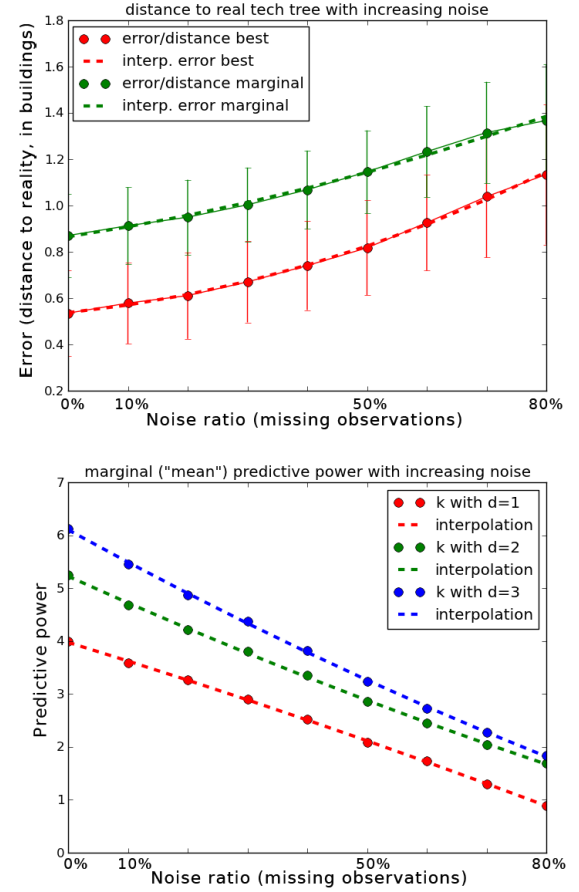 distance to real tech tree with increasing noise
error/distance best
interp. error best
error/distance marginal
interp. error marginal
Error (distance to reality, in buildings)
1.8
1.6
1.4
1.2
1.0
0.8
0.6
0.4
0.2
0%
10%
50%
80%
Noise ratio (missing observations)
marginal ("mean") predictive power with increasing noise
k with d=1
interpolation
k with d=2
interpolation
k with d=3
interpolation
Predictive power
7
6
5
4
3
2
1
0
0%
10%
50%
80%
Noise ratio (missing observations)